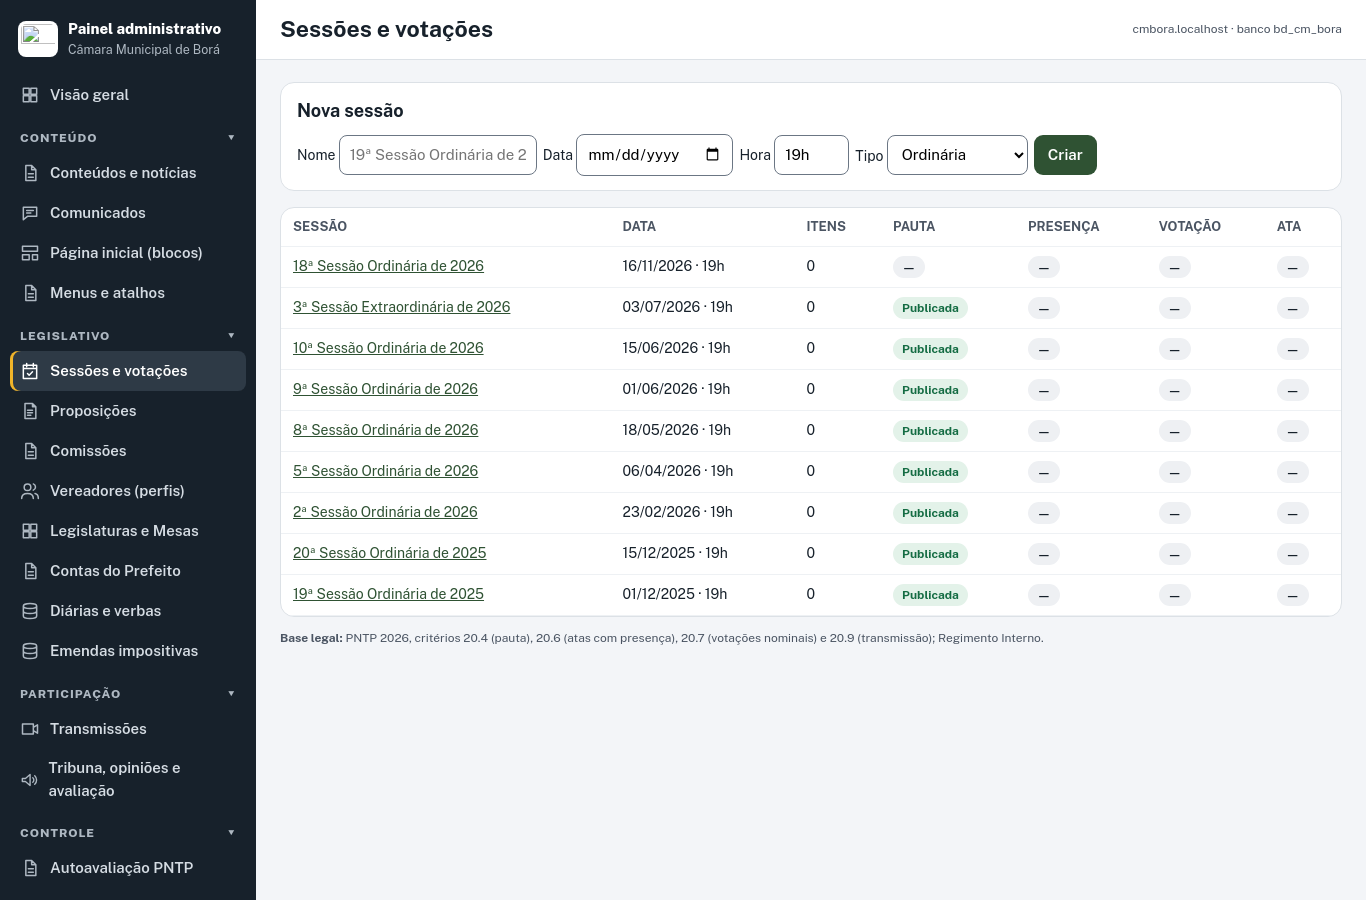 Painel administrativo
Câmara Municipal de Borá
Visão geral
CONTEÚDO ▼
Conteúdos e notícias
Comunicados
Página inicial (blocos)
Menus e atalhos
LEGISLATIVO ▼
Sessões e votações
Proposições
Comissões
Vereadores (perfis)
Legislaturas e Mesas
Contas do Prefeito
Diárias e verbas
Emendas impositivas
PARTICIPAÇÃO ▼
Transmissões
Tribuna, opiniões e
avaliação
CONTROLE ▼
Autoavaliação PNTP
Sessões e votações
cmbora.localhost · banco bd_cm_bora
Nova sessão
Nome 19ª Sessão Ordinária de 2 Data mm/dd/yyyy Hora 19h Tipo Ordinária Criar
SESSÃO DATA ITENS PAUTA PRESENÇA VOTAÇÃO ATA
18ª Sessão Ordinária de 2026 16/11/2026 · 19h 0 — — — —
3ª Sessão Extraordinária de 2026 03/07/2026 · 19h 0 Publicada — — —
10ª Sessão Ordinária de 2026 15/06/2026 · 19h 0 Publicada — — —
9ª Sessão Ordinária de 2026 01/06/2026 · 19h 0 Publicada — — —
8ª Sessão Ordinária de 2026 18/05/2026 · 19h 0 Publicada — — —
5ª Sessão Ordinária de 2026 06/04/2026 · 19h 0 Publicada — — —
2ª Sessão Ordinária de 2026 23/02/2026 · 19h 0 Publicada — — —
20ª Sessão Ordinária de 2025 15/12/2025 · 19h 0 Publicada — — —
19ª Sessão Ordinária de 2025 01/12/2025 · 19h 0 Publicada — — —
Base legal: PNTP 2026, critérios 20.4 (pauta), 20.6 (atas com presença), 20.7 (votações nominais) e 20.9 (transmissão); Regimento Interno.